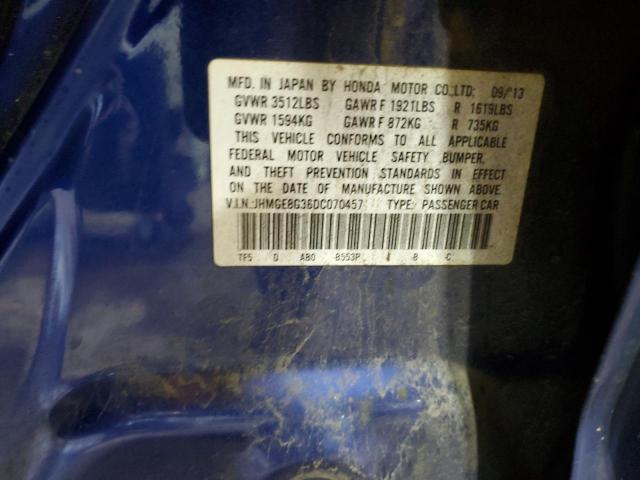 MFD. IN JAPAN BY HONDA MOTOR CO.,LTD. 09/'13
GVWR 3512LBS GAWR F 1921LBS R 1619LBS
GVWR 1594KG GAWR F 872KG R 735KG
THIS VEHICLE CONFORMS TO ALL APPLICABLE
FEDERAL MOTOR VEHICLE SAFETY ,BUMPER,
AND THEFT PREVENTION STANDARDS IN EFFECT
ON THE DATE OF MANUFACTURE SHOWN ABOVE.
V.I.N.:JHMGE8G36DC070457 TYPE: PASSENGER CAR
TF5 0 AB0 B553P 4 B C